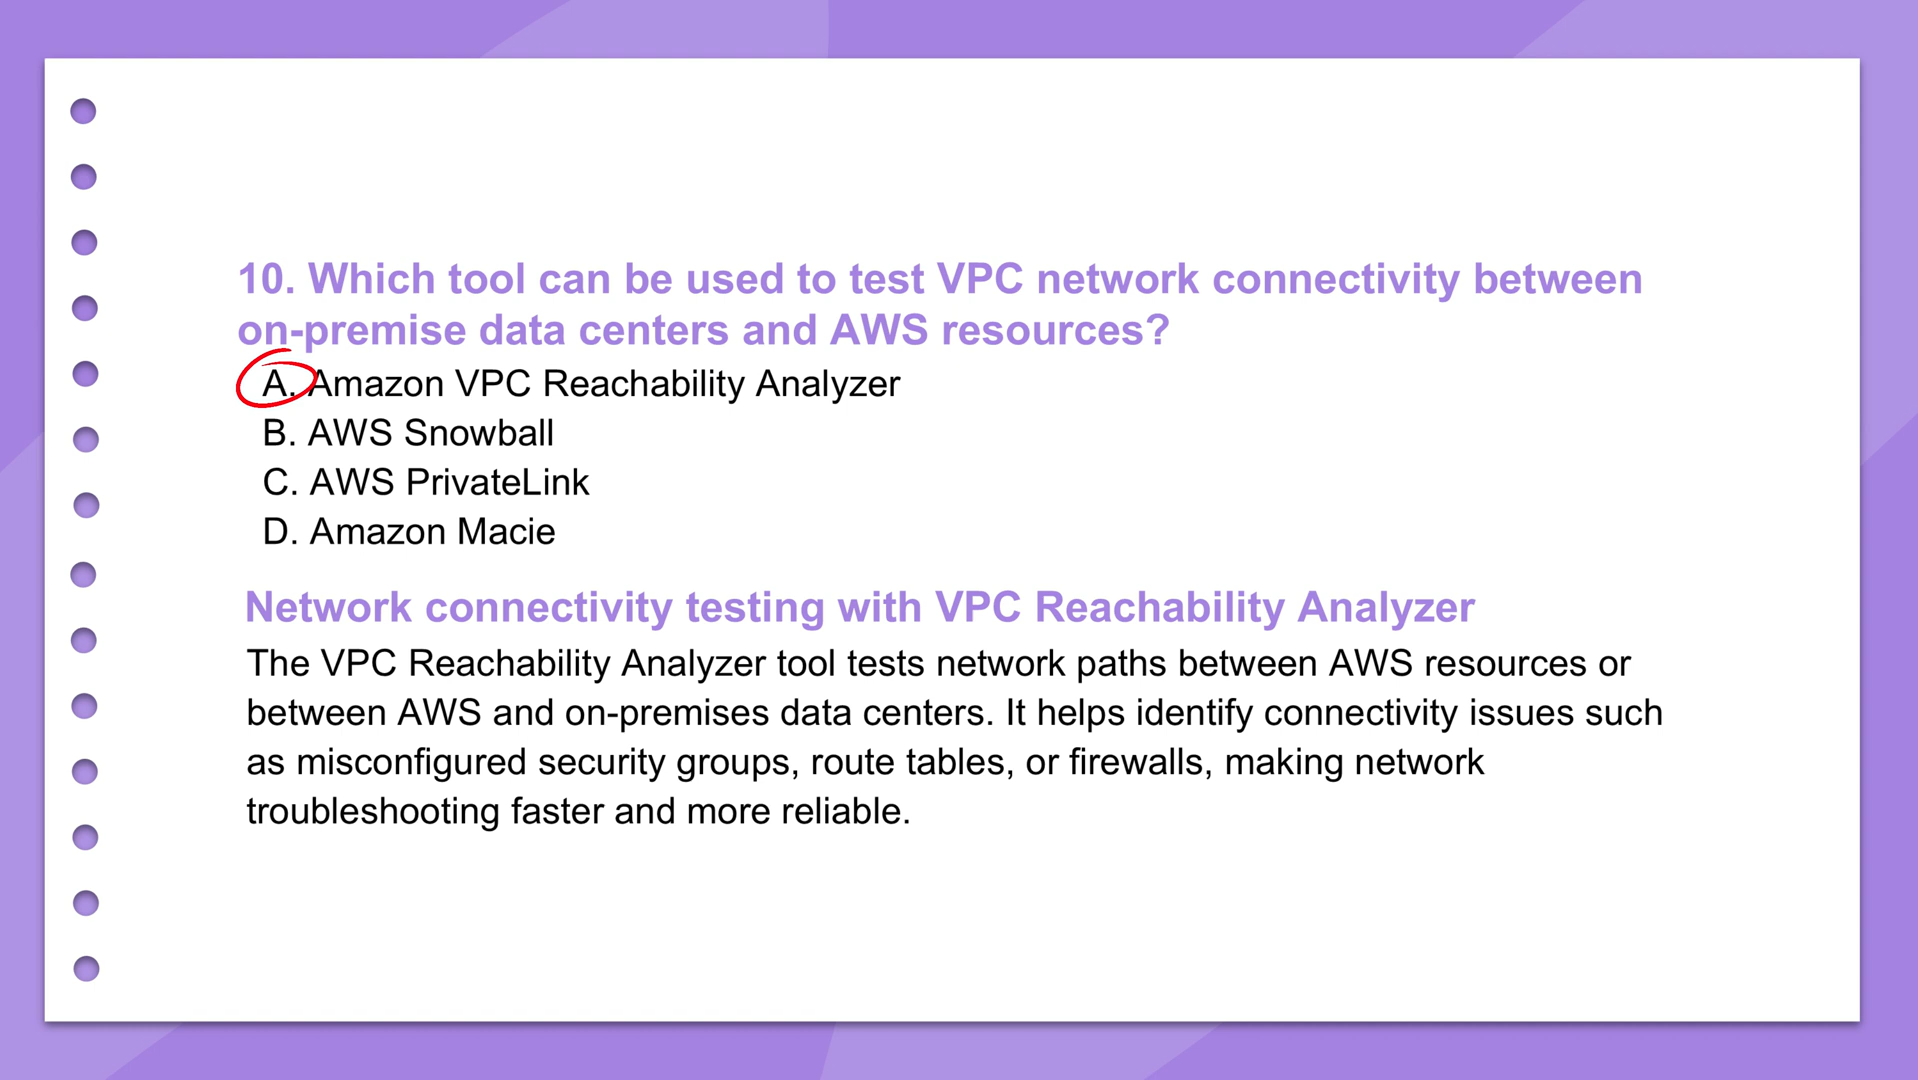 10. Which tool can be used to test VPC network connectivity between
on-premise data centers and AWS resources?
A. Amazon VPC Reachability Analyzer
B. AWS Snowball
C. AWS PrivateLink
D. Amazon Macie
Network connectivity testing with VPC Reachability Analyzer
The VPC Reachability Analyzer tool tests network paths between AWS resources or
between AWS and on-premises data centers. It helps identify connectivity issues such
as misconfigured security groups, route tables, or firewalls, making network
troubleshooting faster and more reliable.